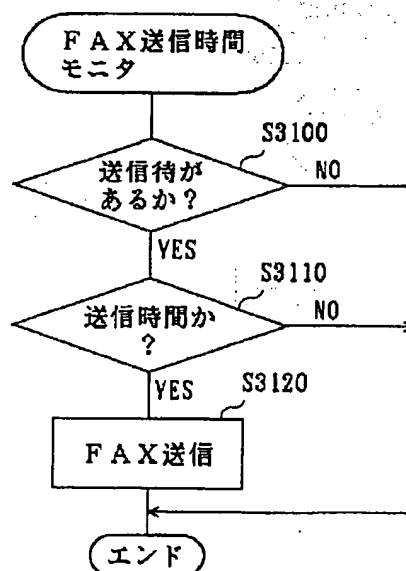 ＦＡＸ送信時間
モニタ
S3100
送信待が
あるか？
NO
YES
S3110
送信時間か
？
NO
YES
S3120
ＦＡＸ送信
エンド